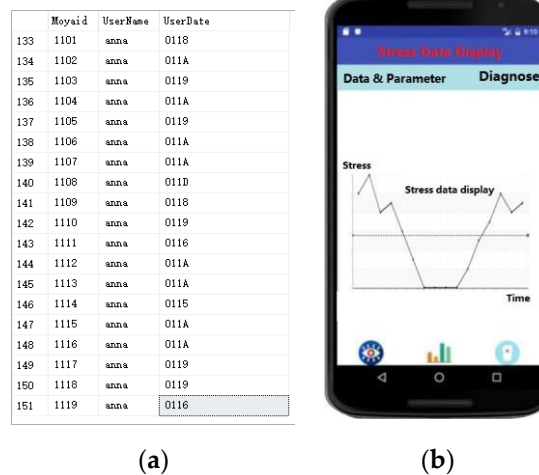 Moyaid UserName UserDate
133 1101 anna 0118
134 1102 anna 011A
135 1103 anna 0119
136 1104 anna 011A
137 1105 anna 0119
138 1106 anna 011A
139 1107 anna 011A
140 1108 anna 011D
141 1109 anna 0118
142 1110 anna 0119
143 1111 anna 0116
144 1112 anna 011A
145 1113 anna 011A
146 1114 anna 0115
147 1115 anna 011A
148 1116 anna 011A
149 1117 anna 0119
150 1118 anna 0119
151 1119 anna 0116
(a)
9:10
Stress Data Display
Data & Parameter Diagnose
Stress
Stress data display
Time
(b)